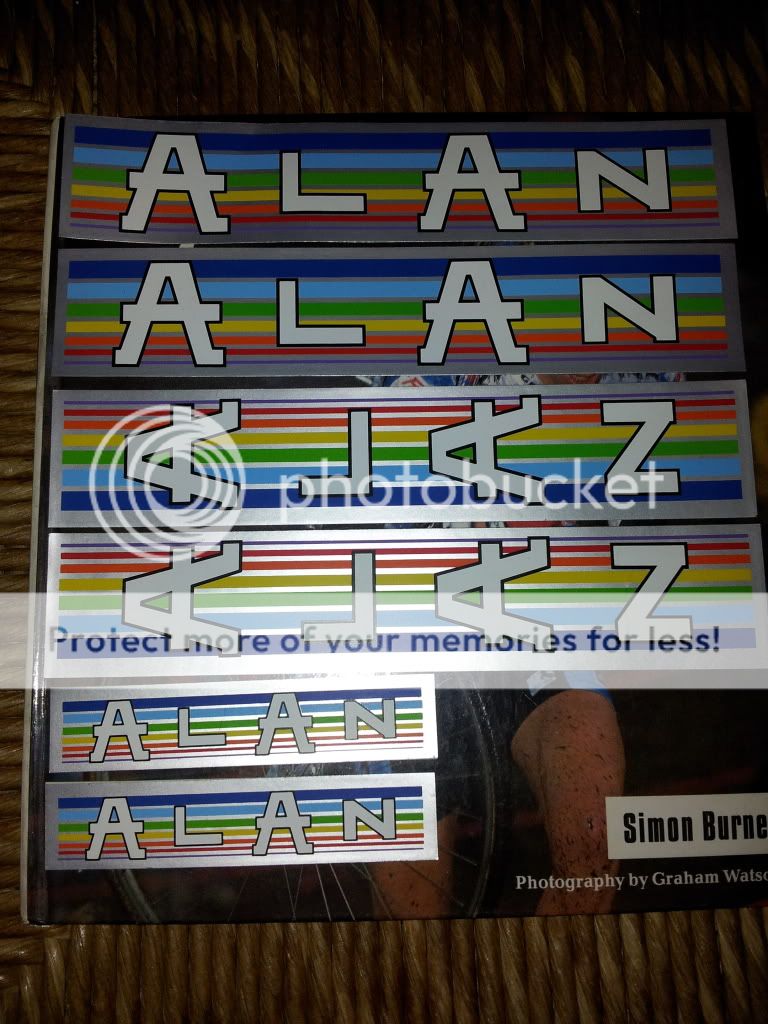 ALAN
ALAN
ALAN
ALAN
photobucket
Protect more of your memories for less!
ALAN
ALAN
Simon Burne
Photography by Graham Watso